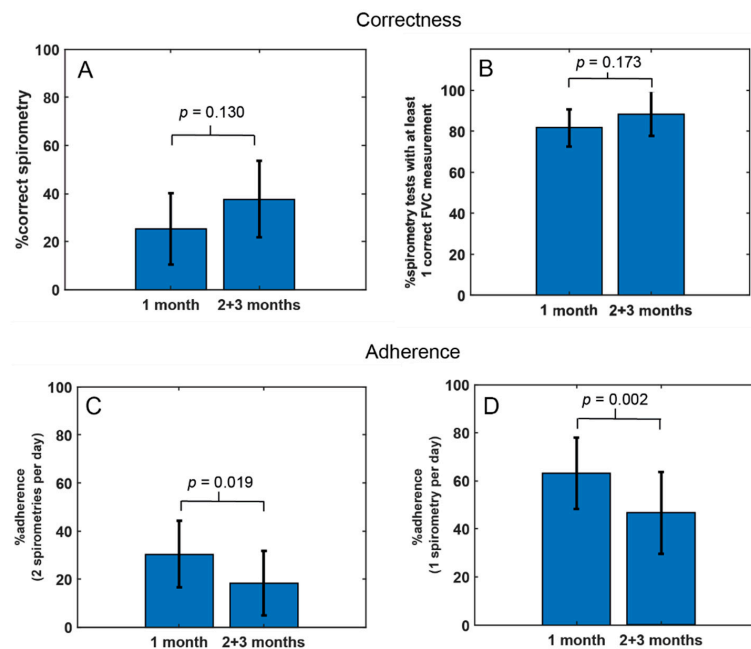 Correctness
A
%correct spirometry
100
80
60
40
20
0
p = 0.130
1 month
2+3 months
B
%spirometry tests with at least
1 correct FVC measurement
100
80
60
40
20
0
p = 0.173
1 month
2+3 months
Adherence
C
%adherence
(2 spirometries per day)
100
80
60
40
20
0
p = 0.019
1 month
2+3 months
D
%adherence
(1 spirometry per day)
100
80
60
40
20
0
p = 0.002
1 month
2+3 months